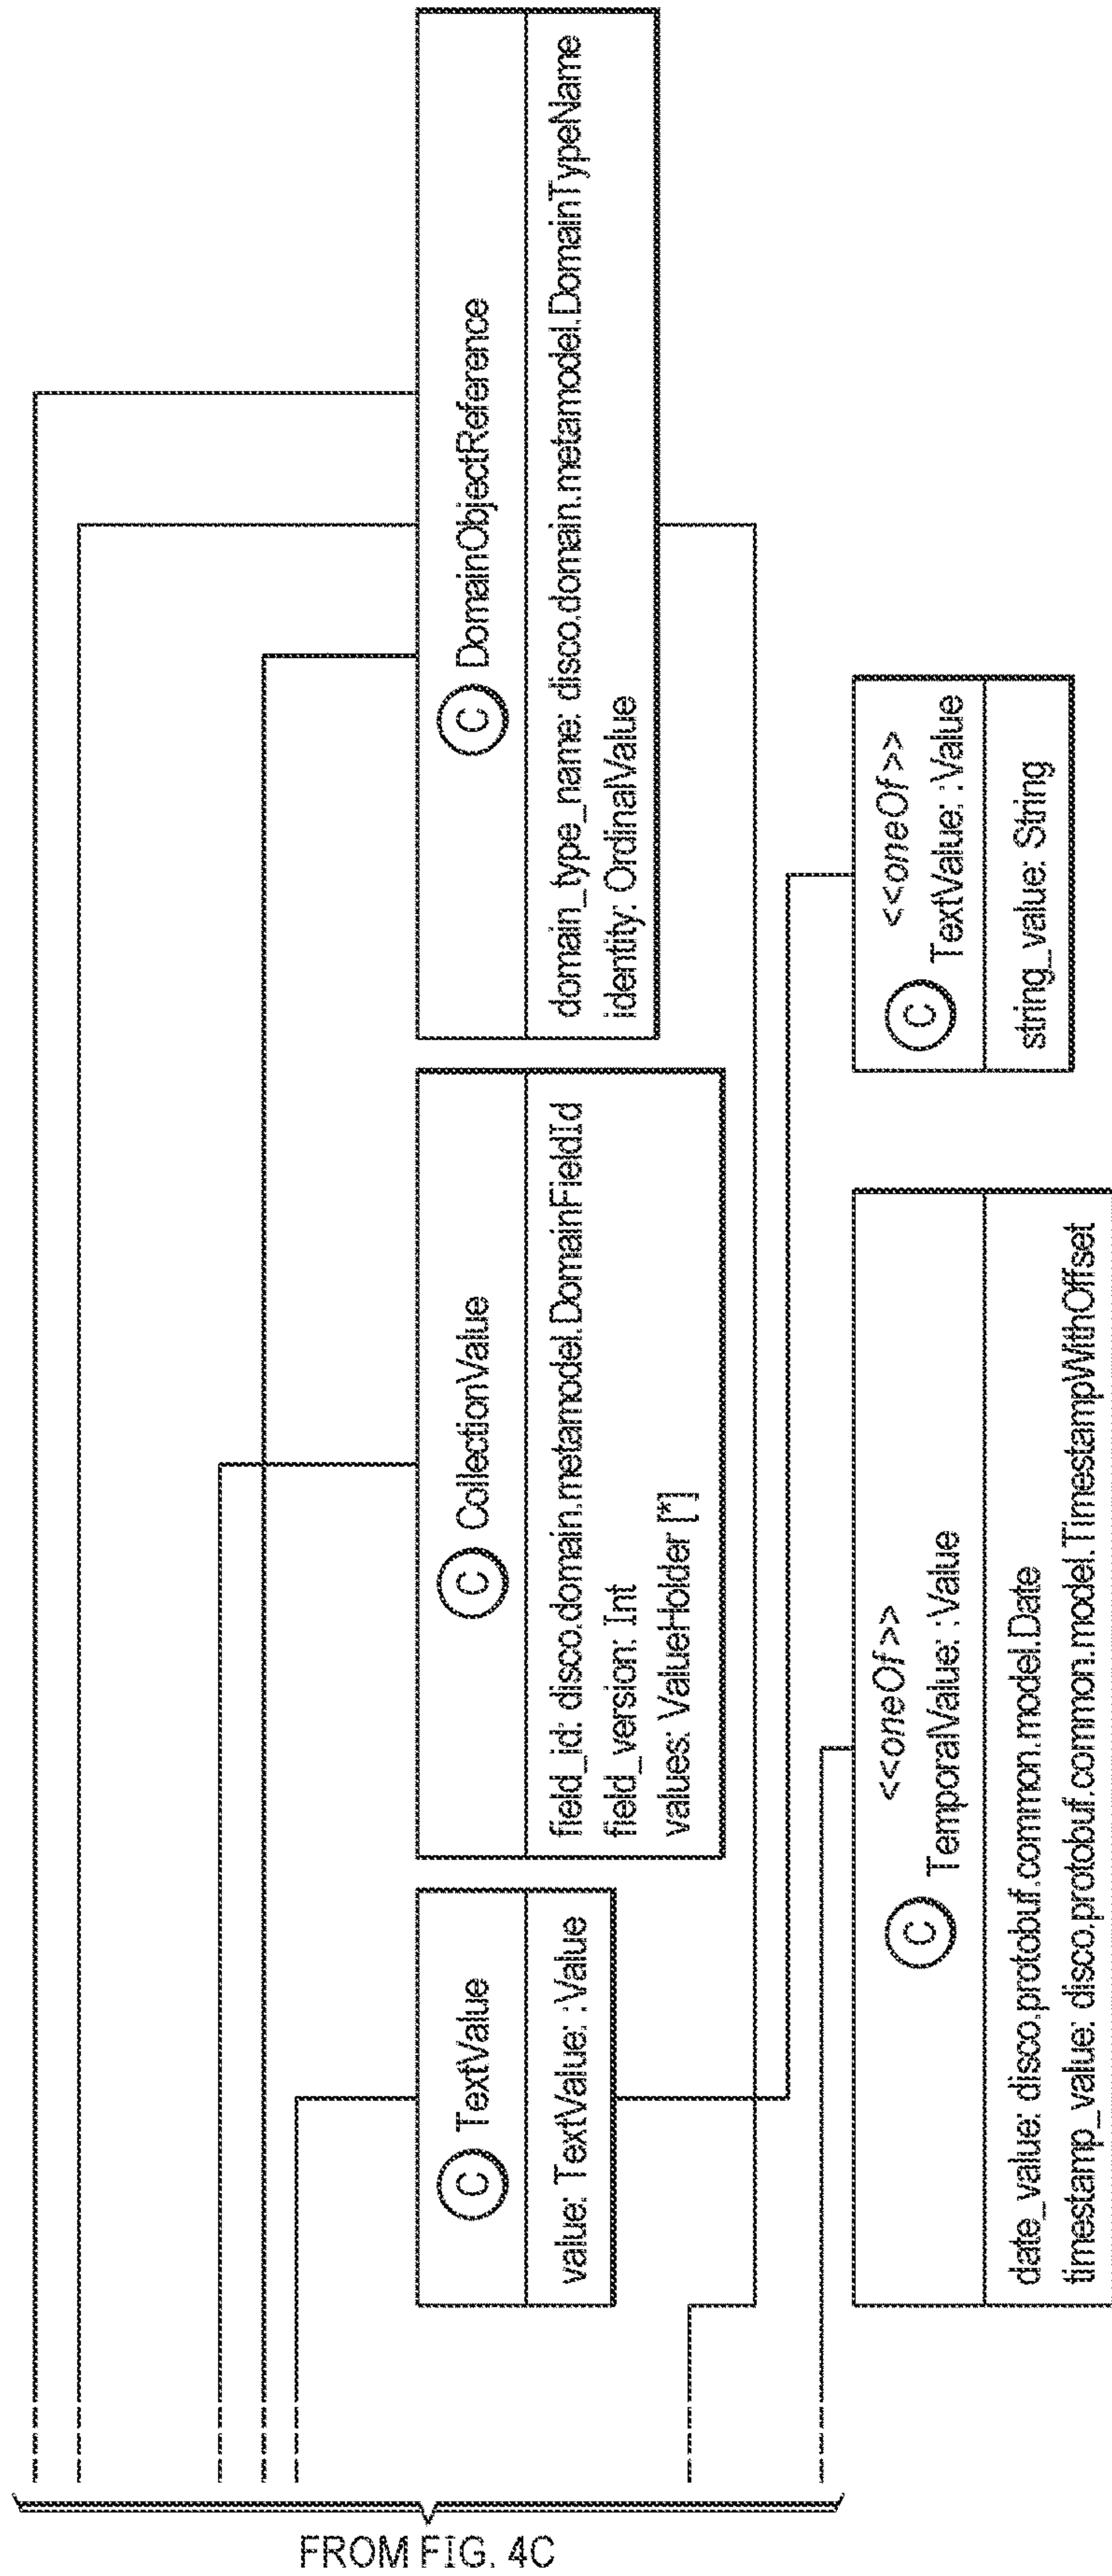 FROM FIG. 4C
C TextValue
value: TextValue: :Value
C CollectionValue
field_id: disco.domain.metamodel.DomainFieldId
field_version: Int
values: ValueHolder [*]
C DomainObjectReference
domain_type_name: disco.domain.metamodel.DomainTypeName
identity: OrdinalValue
<<oneOf>>
C TemporalValue: :Value
date_value: disco.protobuf.common.model.Date
timestamp_value: disco.protobuf.common.model.TimestampWithOffset
<<oneOf>>
C TextValue: :Value
string_value: String